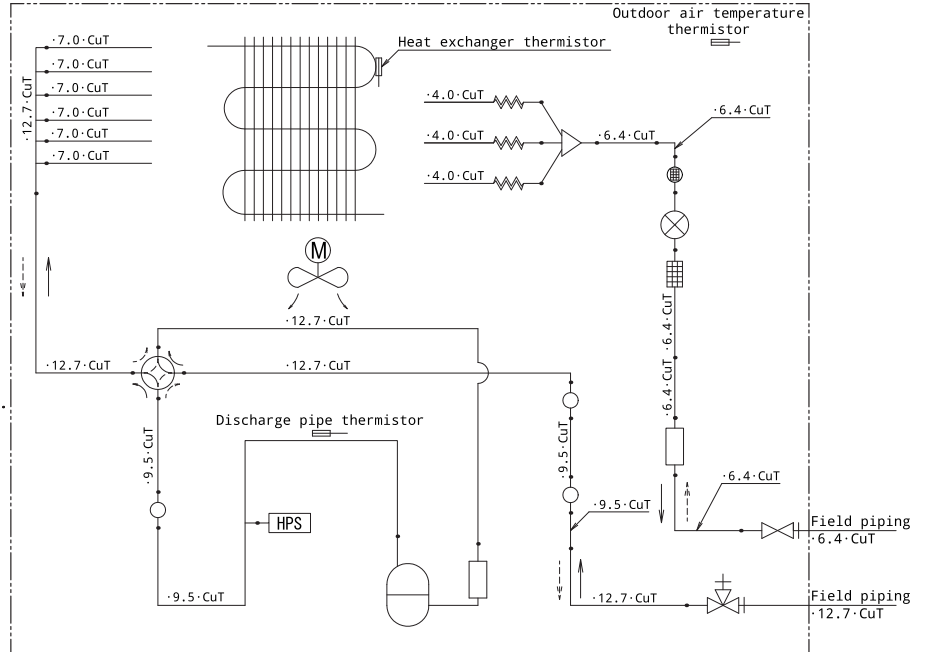 Outdoor air temperature
thermistor
·7.0·CuT
·7.0·CuT
·7.0·CuT
·7.0·CuT
·7.0·CuT
·7.0·CuT
·12.7·CuT
Heat exchanger thermistor
·4.0·CuT
·4.0·CuT
·4.0·CuT
·6.4·CuT
·6.4·CuT
M
·12.7·CuT
·12.7·CuT
·12.7·CuT
·6.4·CuT
·6.4·CuT
Discharge pipe thermistor
·9.5·CuT
·9.5·CuT
HPS
·9.5·CuT
·6.4·CuT
Field piping
·6.4·CuT
·9.5·CuT
·12.7·CuT
Field piping
·12.7·CuT